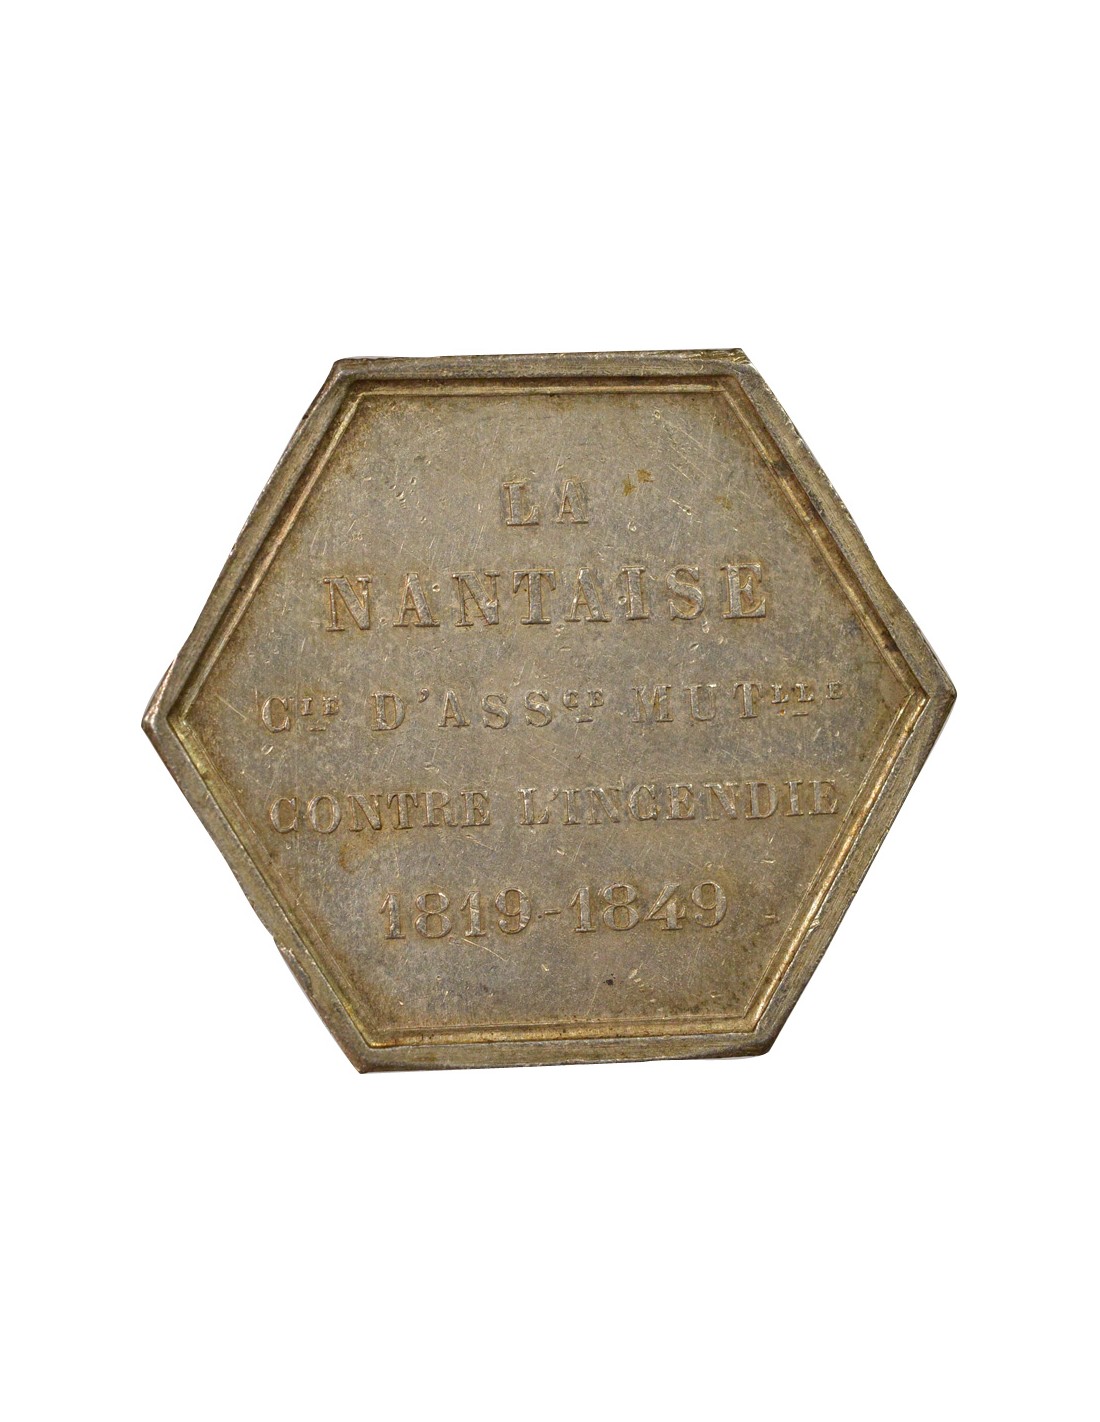 LA
NANTAISE
CIE D'ASSCE MUTLLE
CONTRE L'INCENDIE
1819-1849